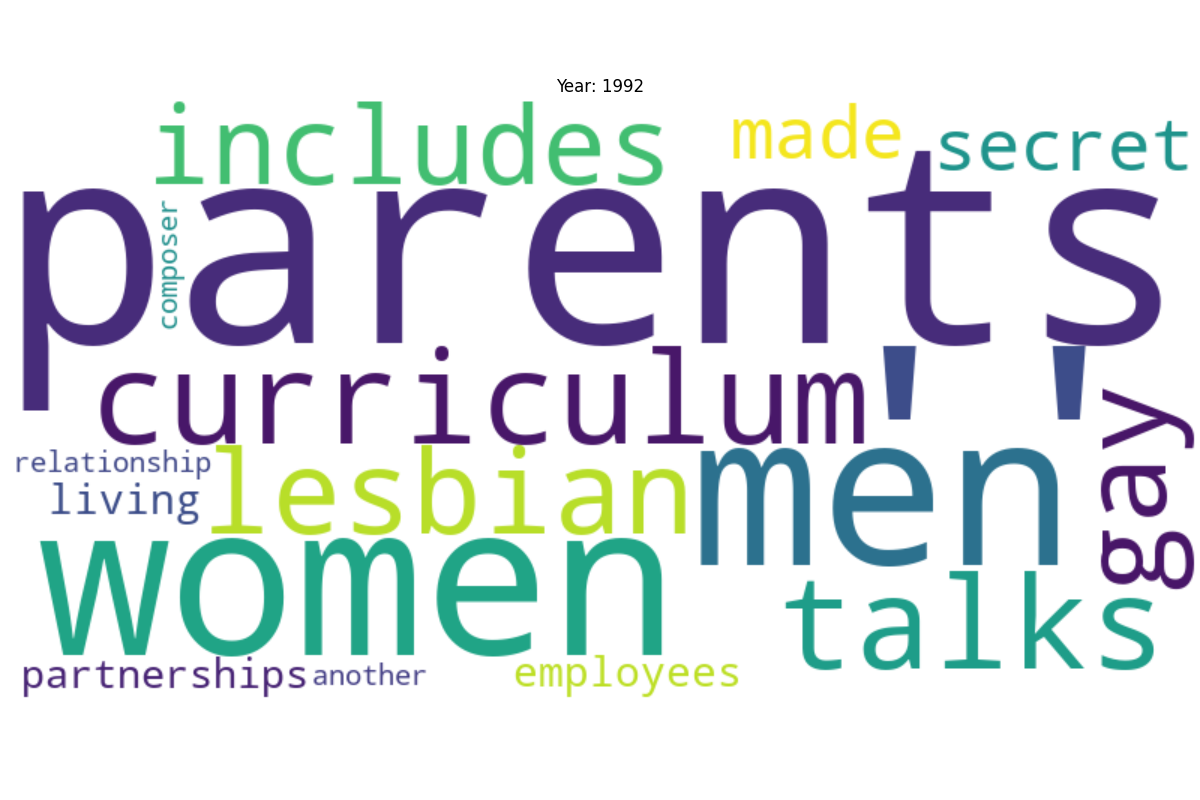 Year: 1992
includes
made
secret
parents
composer
curriculum
' '
gay
relationship
lesbian
men
living
women
talks
partnerships
another
employees